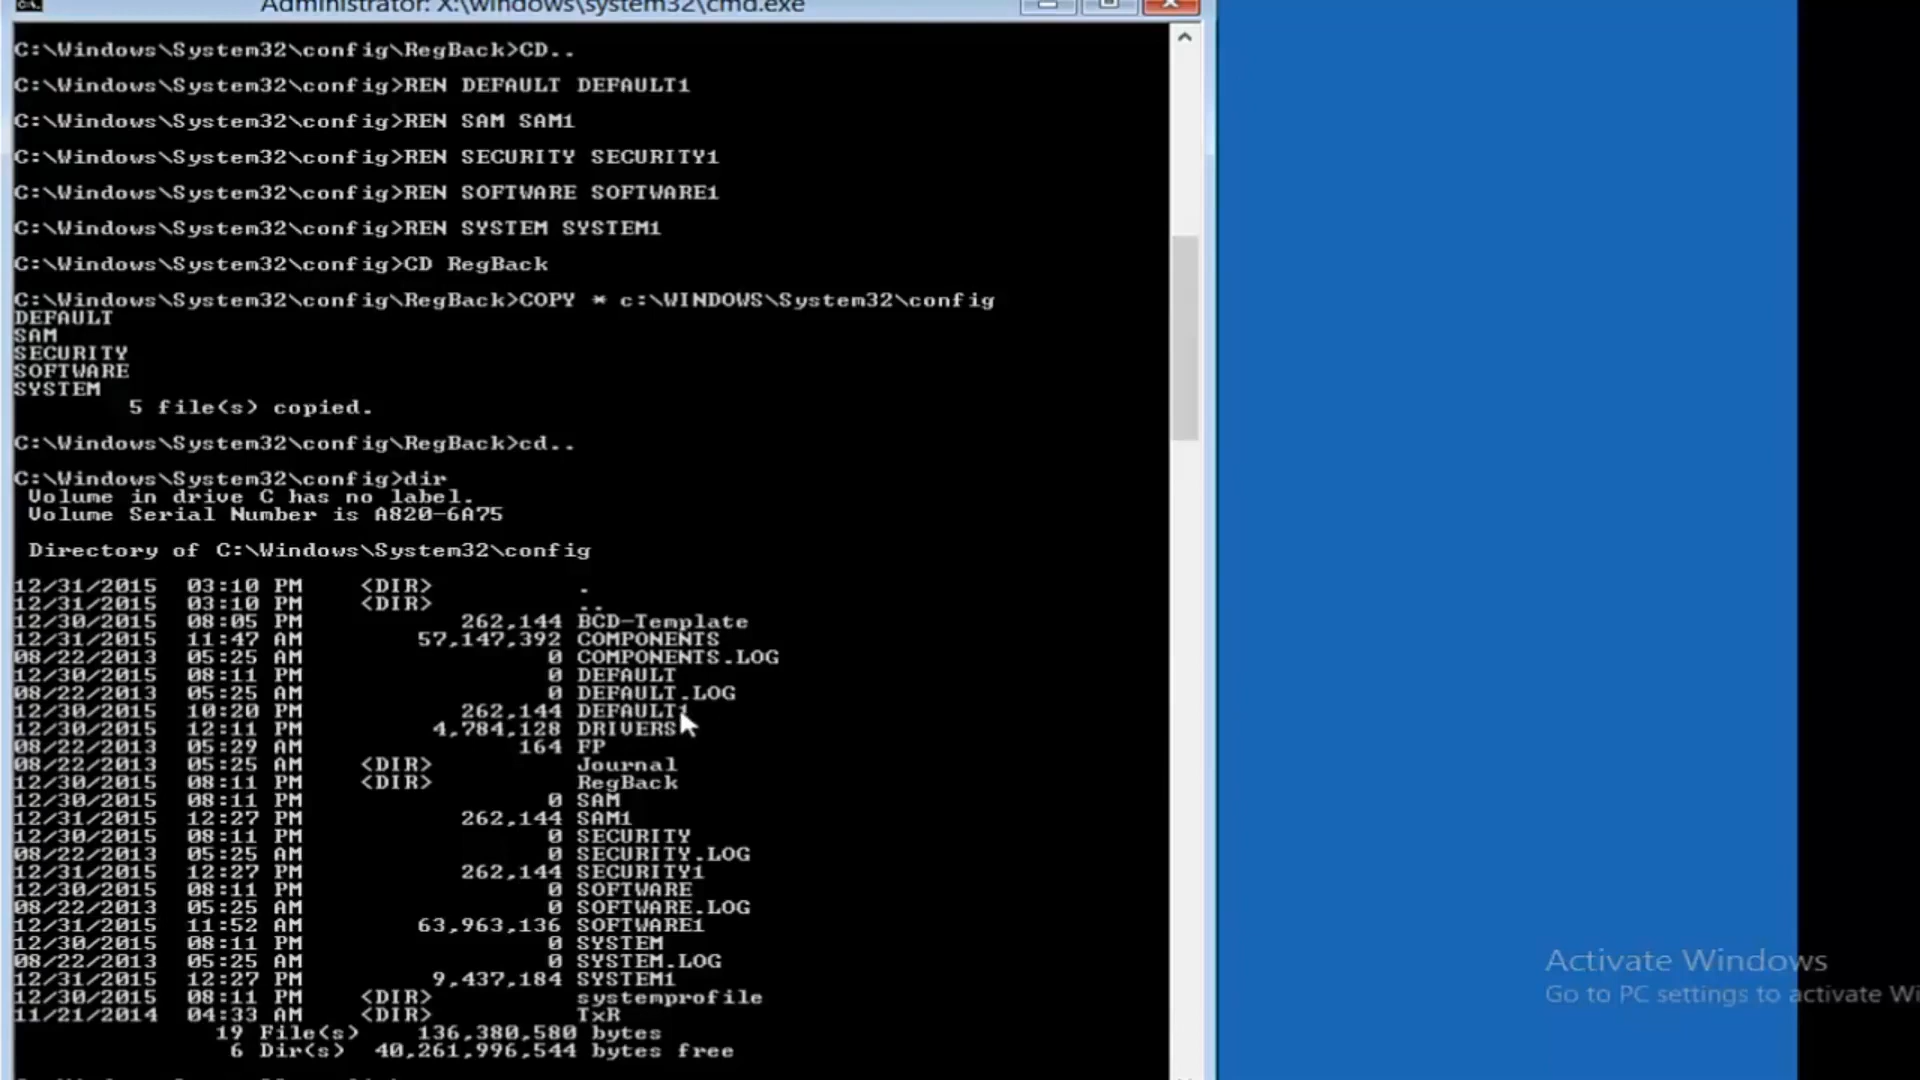 Administrator: X:\windows\system32\cmd.exe
C:\Windows\System32\config\RegBack>CD..
C:\Windows\System32\config>REN DEFAULT DEFAULT1
C:\Windows\System32\config>REN SAM SAM1
C:\Windows\System32\config>REN SECURITY SECURITY1
C:\Windows\System32\config>REN SOFTWARE SOFTWARE1
C:\Windows\System32\config>REN SYSTEM SYSTEM1
C:\Windows\System32\config>CD RegBack
C:\Windows\System32\config\RegBack>COPY * c:\WINDOWS\System32\config
DEFAULT
SAM
SECURITY
SOFTWARE
SYSTEM
5 file(s) copied.
C:\Windows\System32\config\RegBack>cd..
C:\Windows\System32\config>dir
Volume in drive C has no label.
Volume Serial Number is A820-6A75
Directory of C:\Windows\System32\config
12/31/2015 03:10 PM <DIR> .
12/31/2015 03:10 PM <DIR> ..
12/30/2015 08:05 PM 262,144 BCD-Template
12/31/2015 11:47 AM 57,147,392 COMPONENTS
08/22/2013 05:25 AM 0 COMPONENTS.LOG
12/30/2015 08:11 PM 0 DEFAULT
08/22/2013 05:25 AM 0 DEFAULT.LOG
12/30/2015 10:20 PM 262,144 DEFAULT1
12/30/2015 12:11 PM 4,784,128 DRIVERS
08/22/2013 05:29 AM 164 FP
08/22/2013 05:25 AM <DIR> Journal
12/30/2015 08:11 PM <DIR> RegBack
12/30/2015 08:11 PM 0 SAM
12/31/2015 12:27 PM 262,144 SAM1
12/30/2015 08:11 PM 0 SECURITY
08/22/2013 05:25 AM 0 SECURITY.LOG
12/31/2015 12:27 PM 262,144 SECURITY1
12/30/2015 08:11 PM 0 SOFTWARE
08/22/2013 05:25 AM 0 SOFTWARE.LOG
12/31/2015 11:52 AM 63,963,136 SOFTWARE1
12/30/2015 08:11 PM 0 SYSTEM
08/22/2013 05:25 AM 0 SYSTEM.LOG
12/31/2015 12:27 PM 9,437,184 SYSTEM1
12/30/2015 08:11 PM <DIR> systemprofile
11/21/2014 04:33 AM <DIR> TxR
19 File(s) 136,380,580 bytes
6 Dir(s) 40,261,996,544 bytes free
Activate Windows
Go to PC settings to activate Wi